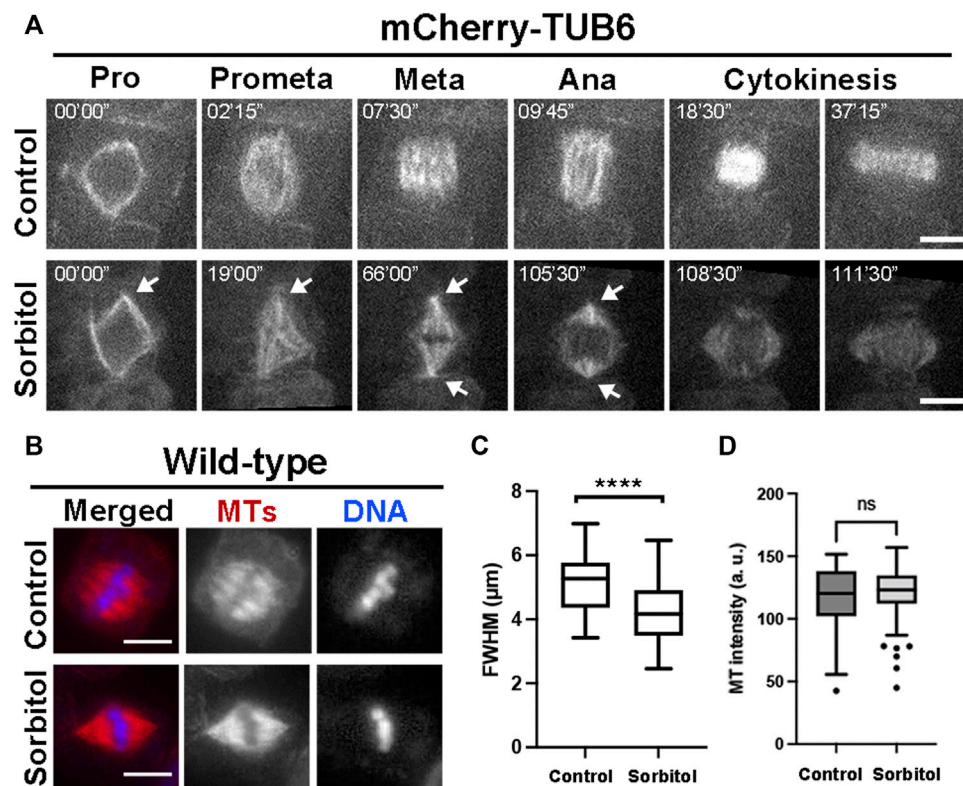 A
mCherry-TUB6
Pro Prometa Meta Ana Cytokinesis
Control
00'00" 02'15" 07'30" 09'45" 18'30" 37'15"
Sorbitol
00'00" 19'00" 66'00" 105'30" 108'30" 111'30"
B
Wild-type
Merged MTs DNA
Control
Sorbitol
C
****
FWHM (µm)
8
6
4
2
0
Control Sorbitol
D
ns
MT intensity (a. u.)
200
150
100
50
0
Control Sorbitol